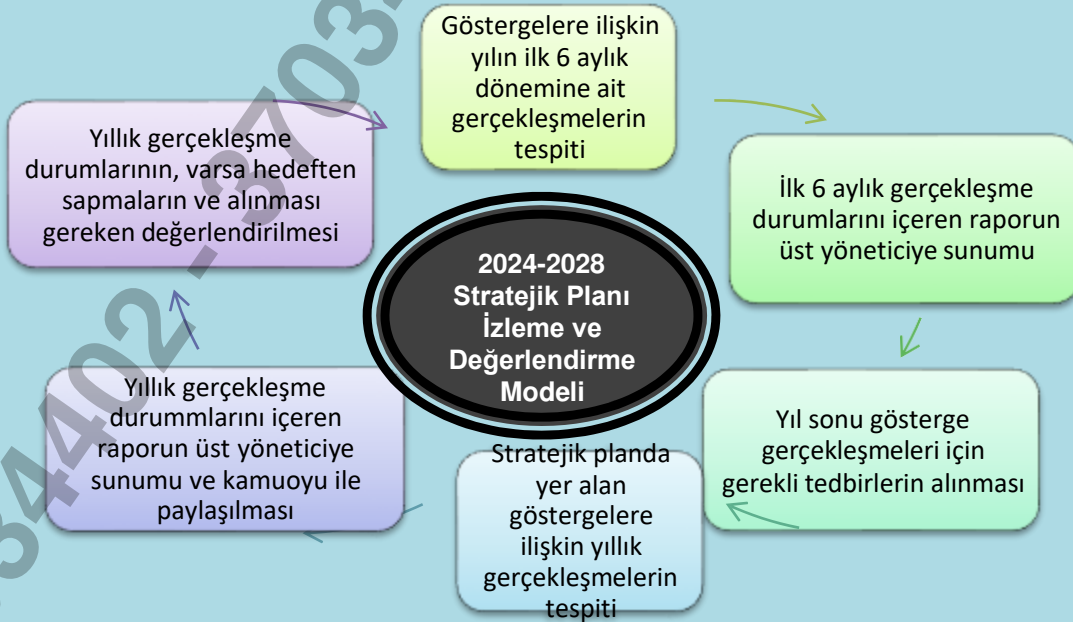 Göstergelere ilişkin
yılın ilk 6 aylık
dönemine ait
gerçekleşmelerin
tespiti
İlk 6 aylık gerçekleşme
durumlarını içeren raporun
üst yöneticiye sunumu
Yıl sonu gösterge
gerçekleşmeleri için
gerekli tedbirlerin alınması
Stratejik planda
yer alan
göstergelere
ilişkin yıllık
gerçekleşmelerin
tespiti
Yıllık gerçekleşme
durummlarını içeren
raporun üst yöneticiye
sunumu ve kamuoyu ile
paylaşılması
Yıllık gerçekleşme
durumlarının, varsa hedeften
sapmaların ve alınması
gereken değerlendirilmesi
2024-2028
Stratejik Planı
İzleme ve
Değerlendirme
Modeli
34402 - 3703